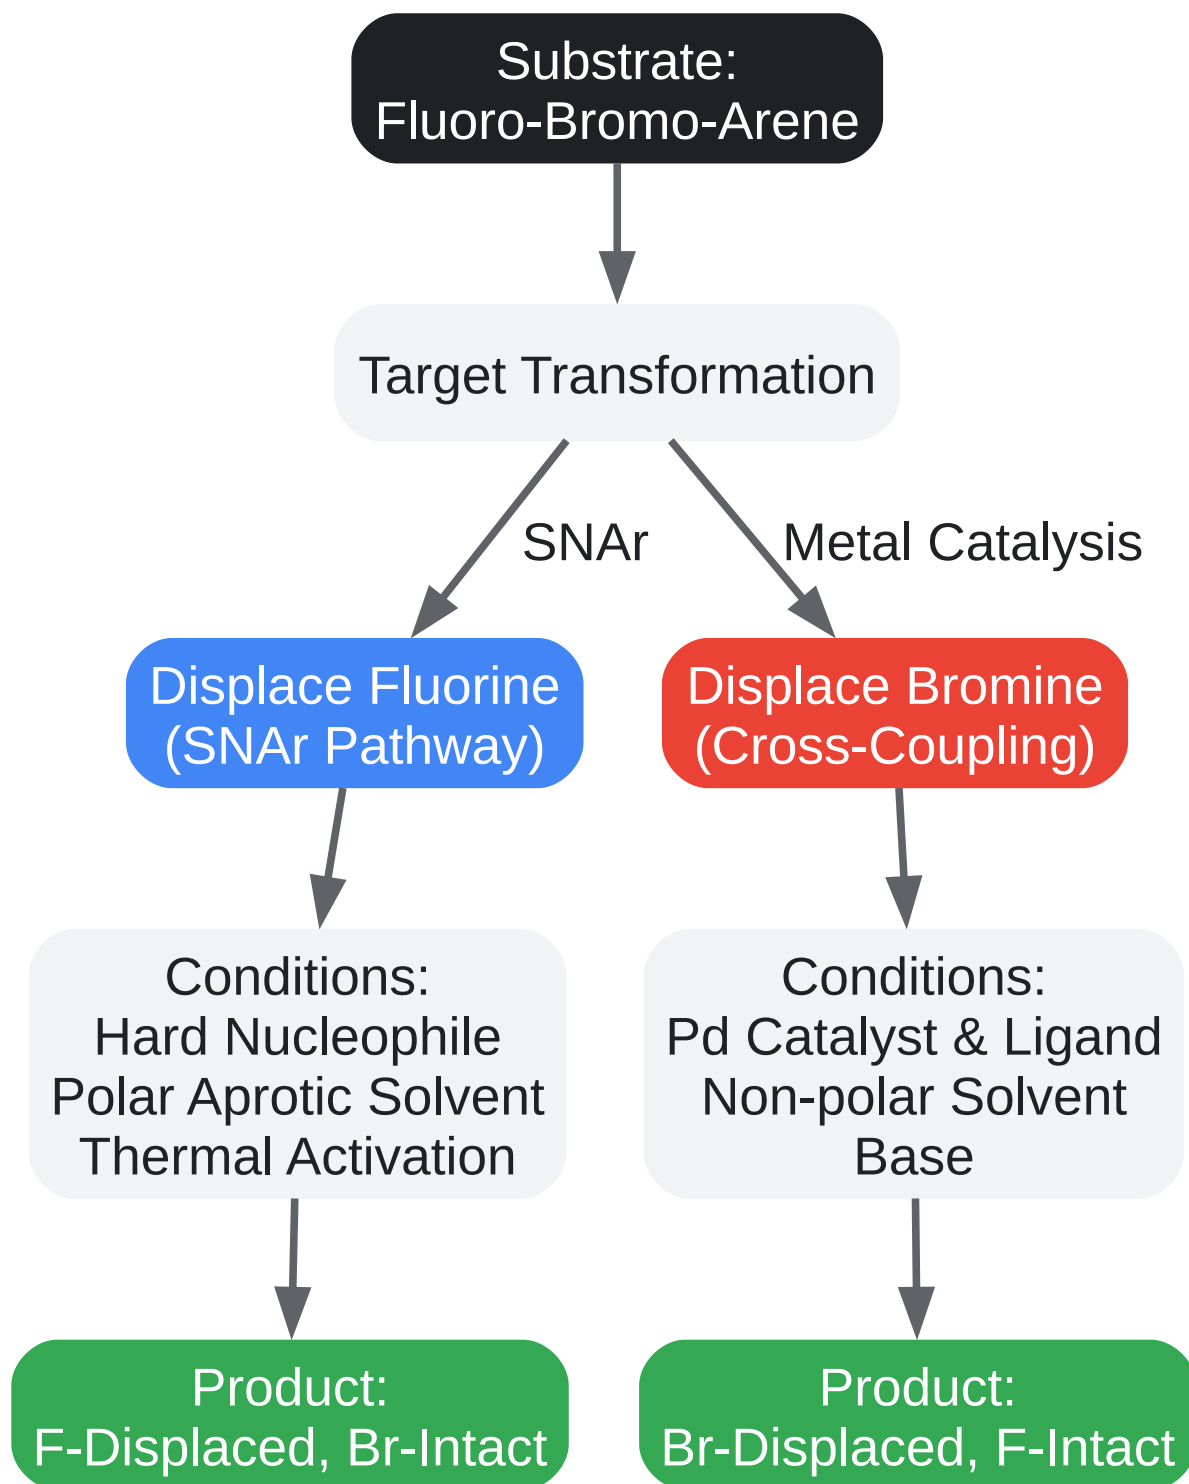 Substrate:
Fluoro-Bromo-Arene
Target Transformation
SNAr
Metal Catalysis
Displace Fluorine
(SNAr Pathway)
Displace Bromine
(Cross-Coupling)
Conditions:
Hard Nucleophile
Polar Aprotic Solvent
Thermal Activation
Conditions:
Pd Catalyst & Ligand
Non-polar Solvent
Base
Product:
F-Displaced, Br-Intact
Product:
Br-Displaced, F-Intact